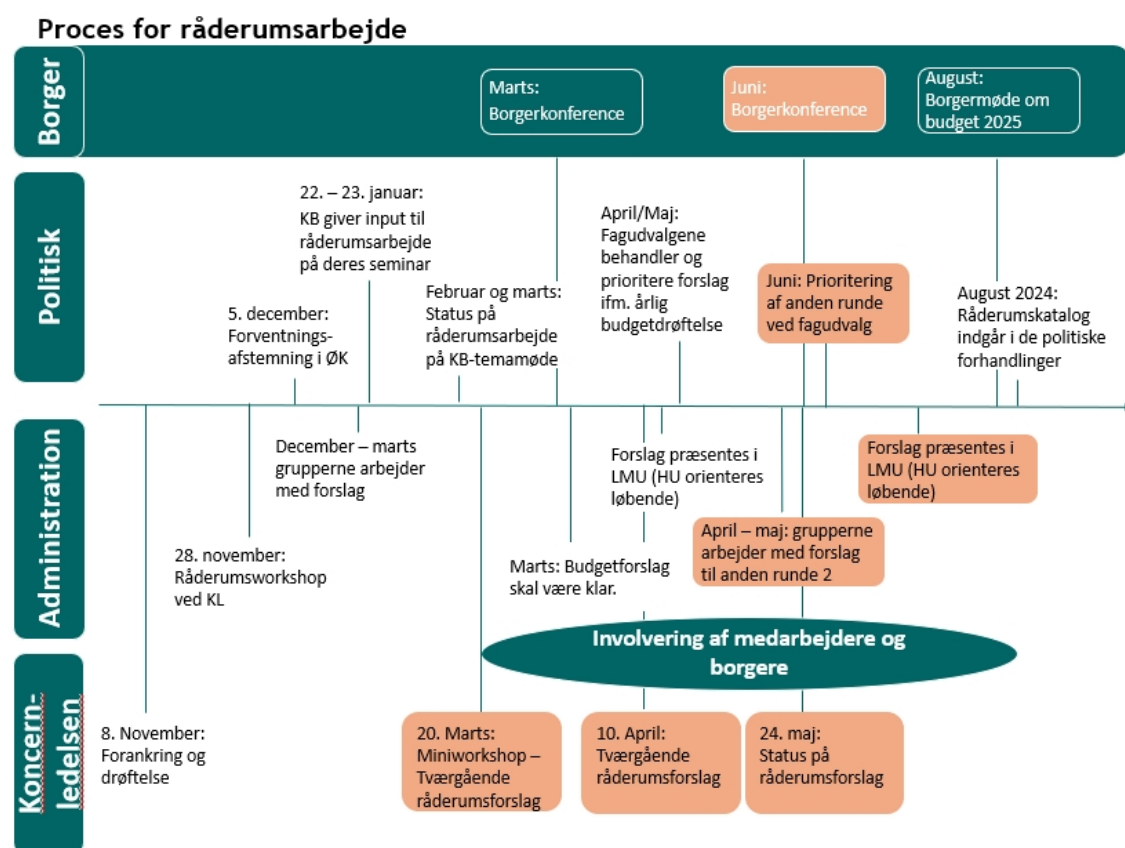 Proces for råderumsarbejde
Borger
Marts:
Borgerkonference
Juni:
Borgerkonference
August:
Borgermøde om
budget 2025
Politisk
5. december:
Forventnings-
afstemning i ØK
22. – 23. januar:
KB giver input til
råderumsarbejde
på deres seminar
Februar og marts:
Status på
råderumsarbejde
på KB-temamøde
April/Maj:
Fagudvalgene
behandler og
prioritere forslag
ifm. årlig
budgetdrøftelse
Juni: Prioritering
af anden runde
ved fagudvalg
August 2024:
Råderumskatalog
indgår i de politiske
forhandlinger
Administration
28. november:
Råderumsworkshop
ved KL
December – marts
grupperne arbejder
med forslag
Marts: Budgetforslag
skal være klar.
Forslag præsentes i
LMU (HU orienteres
løbende)
April – maj: grupperne
arbejder med forslag
til anden runde 2
Forslag præsentes i
LMU (HU orienteres
løbende)
Involvering af medarbejdere og
borgere
Koncern-
ledelsen
8. November:
Forankring og
drøftelse
20. Marts:
Miniworkshop –
Tværgående
råderumsforslag
10. April:
Tværgående
råderumsforslag
24. maj:
Status på
råderumsforslag